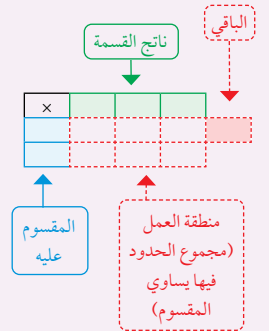 الباقي
ناتج القسمة
×
المقسوم
عليه
منطقة العمل
(مجموع الحدود
فيها يساوي
المقسوم)